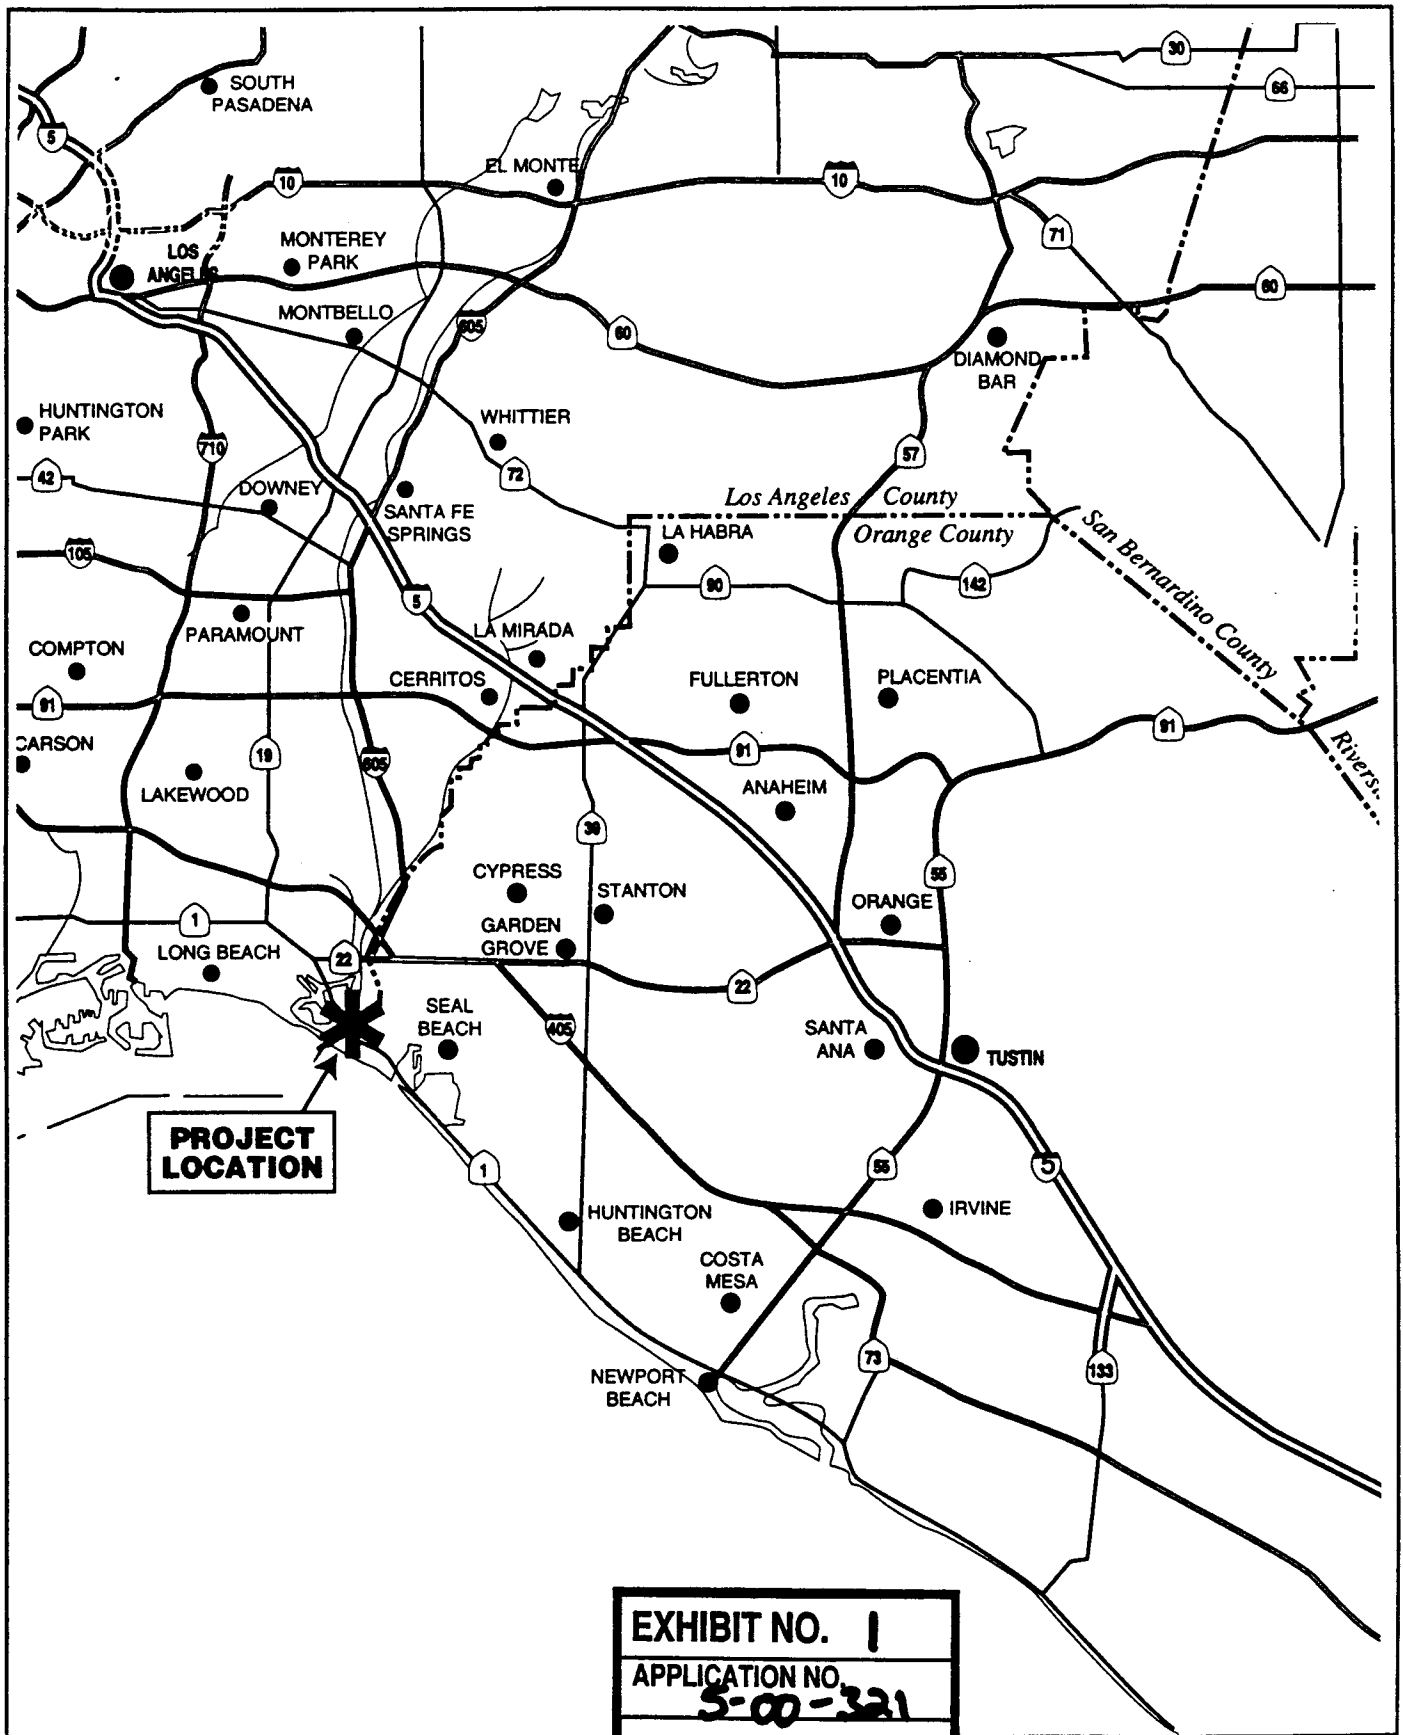 30
66
SOUTH
PASADENA
5
EL MONTE
10
10
71
LOS
ANGELES
MONTEREY
PARK
60
MONTBELLO
605
60
DIAMOND
BAR
HUNTINGTON
PARK
WHITTIER
710
57
42
72
DOWNEY
SANTA FE
SPRINGS
Los Angeles County
Orange County
San Bernardino County
LA HABRA
105
90
142
5
PARAMOUNT
LA MIRADA
COMPTON
CERRITOS
FULLERTON
PLACENTIA
91
91
91
CARSON
19
605
Rivers
LAKEWOOD
ANAHEIM
39
CYPRESS
STANTON
55
ORANGE
1
GARDEN
GROVE
LONG BEACH
22
22
SEAL
BEACH
405
SANTA
ANA
TUSTIN
PROJECT
LOCATION
1
55
5
HUNTINGTON
BEACH
IRVINE
COSTA
MESA
NEWPORT
BEACH
73
133
EXHIBIT NO. 1
APPLICATION NO.
5-00-321